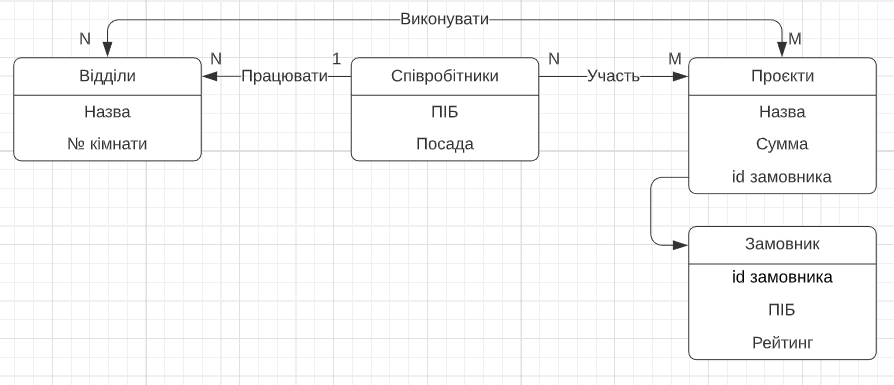 Виконувати
N
M
N
Працювати
1
N
Участь
M
Відділи
Назва
№ кімнати
Співробітники
ПІБ
Посада
Проєкти
Назва
Сумма
id замовника
Замовник
id замовника
ПІБ
Рейтинг